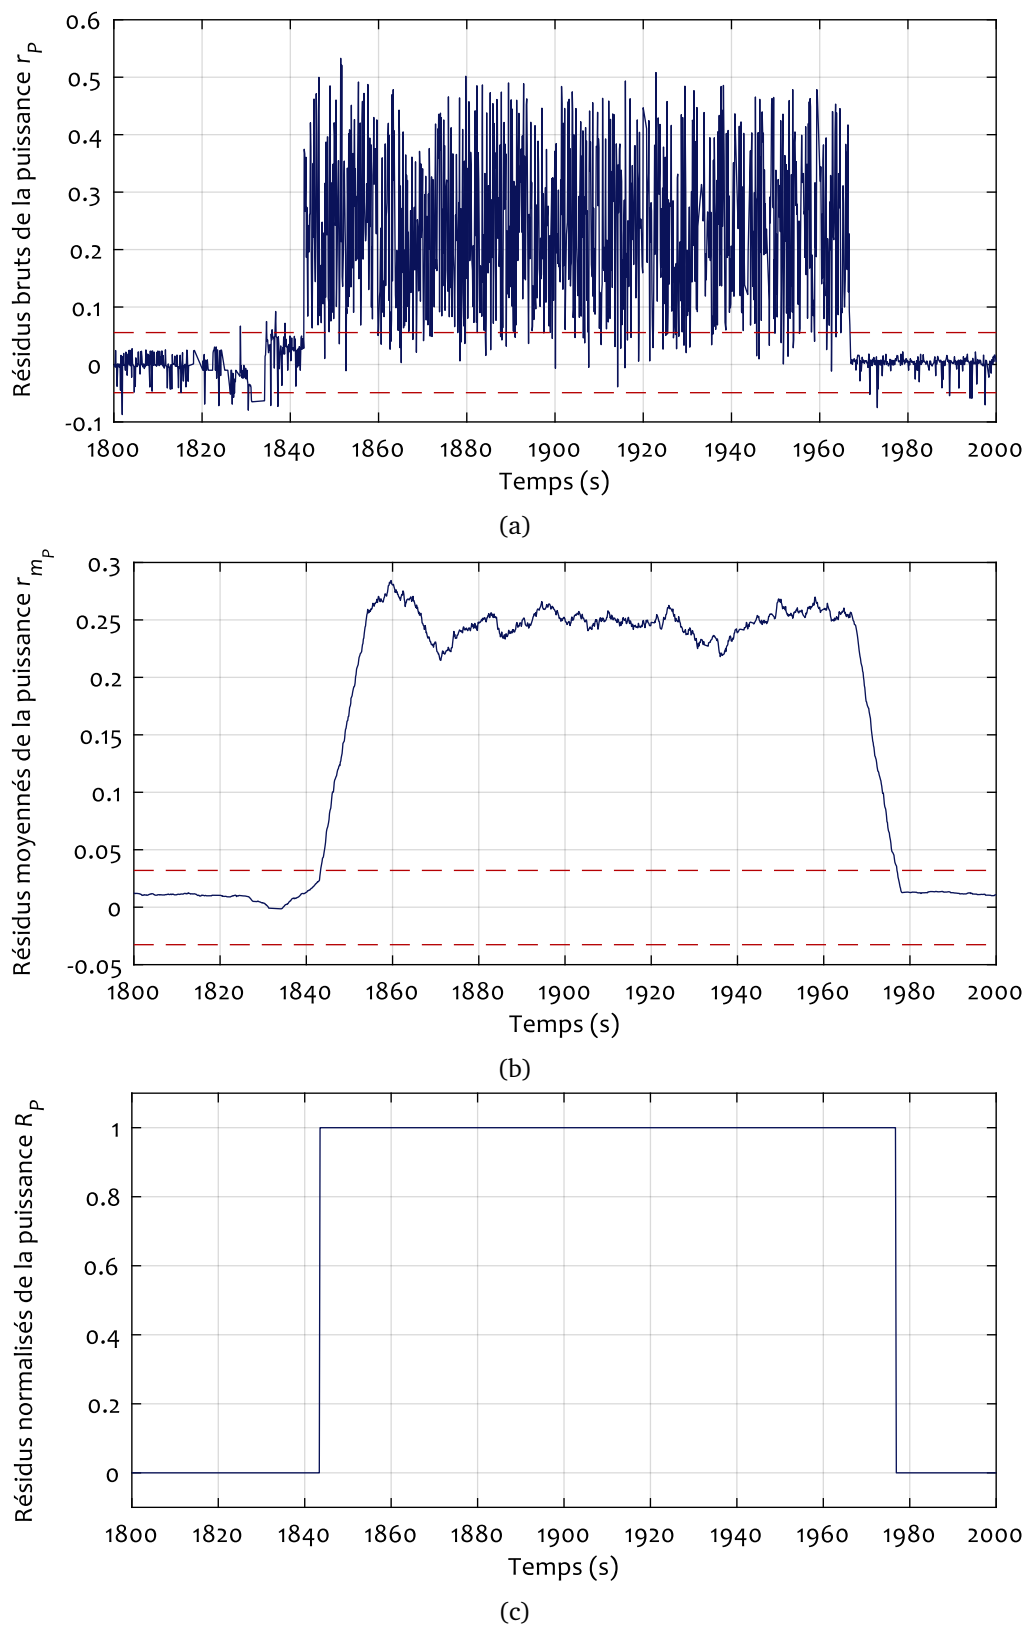 Résidus bruts de la puissance r_P
0.6
0.5
0.4
0.3
0.2
0.1
0
-0.1
1800 1820 1840 1860 1880 1900 1920 1940 1960 1980 2000
Temps (s)
(a)
Résidus moyennés de la puissance r_{m_P}
0.3
0.25
0.2
0.15
0.1
0.05
0
-0.05
1800 1820 1840 1860 1880 1900 1920 1940 1960 1980 2000
Temps (s)
(b)
Résidus normalisés de la puissance R_P
1
0.8
0.6
0.4
0.2
0
1800 1820 1840 1860 1880 1900 1920 1940 1960 1980 2000
Temps (s)
(c)